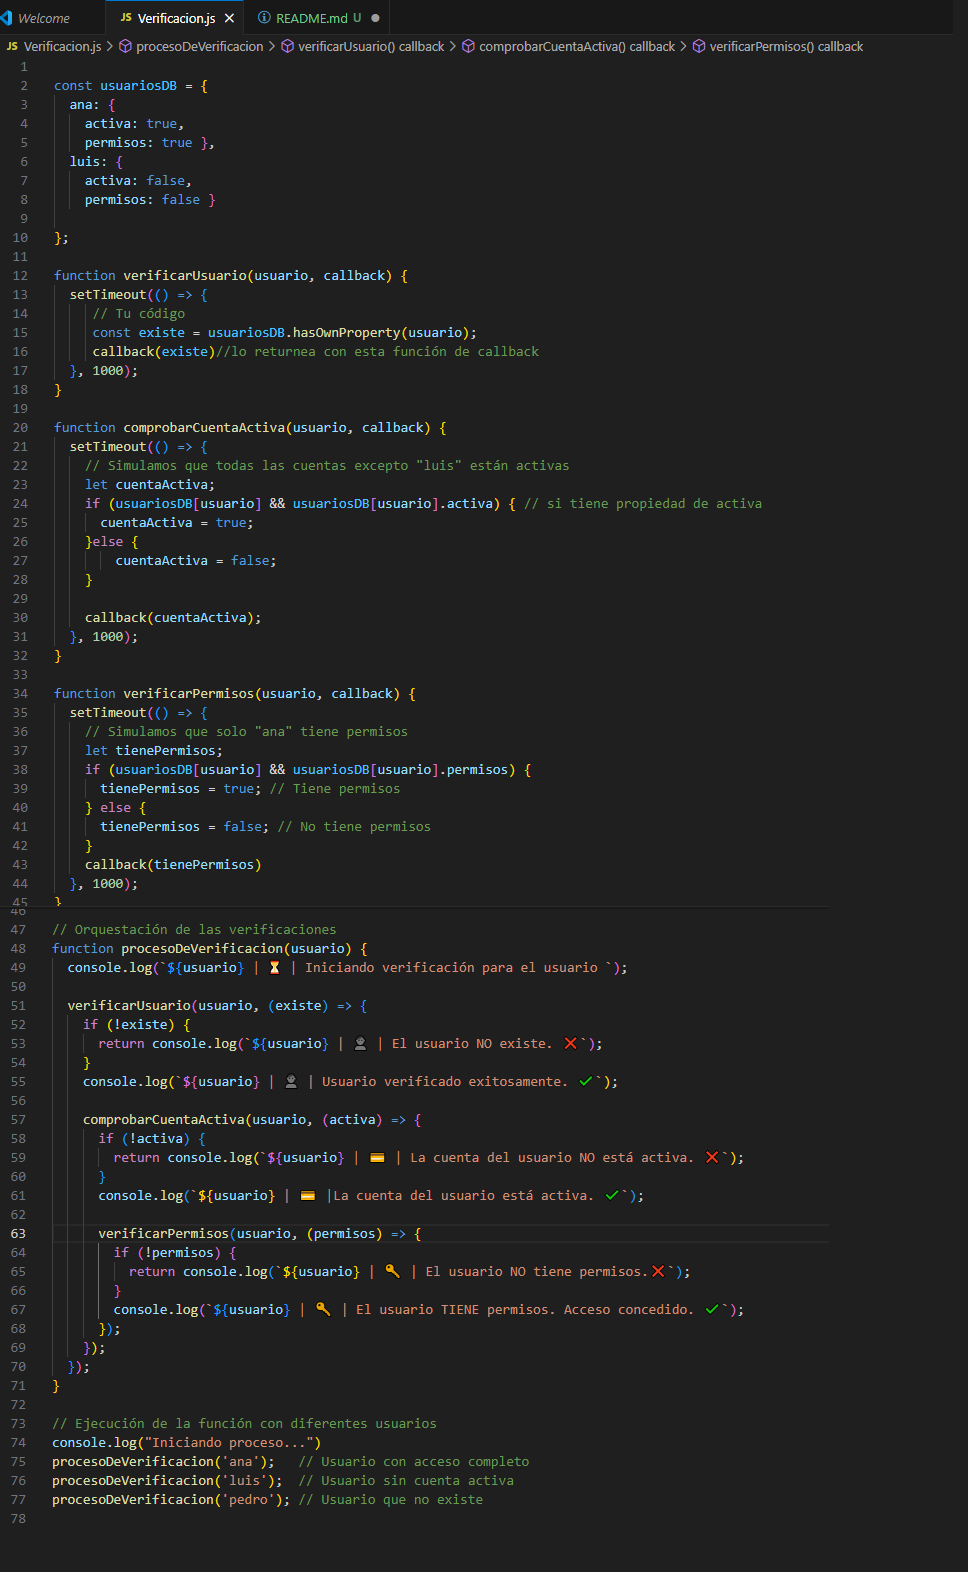 Welcome
JS Verificacion.js
README.md U
JS Verificacion.js > procesoDeVerificacion > verificarUsuario() callback > comprobarCuentaActiva() callback > verificarPermisos() callback
1
2 const usuariosDB = {
3 ana: {
4 activa: true,
5 permisos: true },
6 luis: {
7 activa: false,
8 permisos: false }
9
10 };
11
12 function verificarUsuario(usuario, callback) {
13 setTimeout(() => {
14 // Tu código
15 const existe = usuariosDB.hasOwnProperty(usuario);
16 callback(existe)//lo returnea con esta función de callback
17 }, 1000);
18 }
19
20 function comprobarCuentaActiva(usuario, callback) {
21 setTimeout(() => {
22 // Simulamos que todas las cuentas excepto "luis" están activas
23 let cuentaActiva;
24 if (usuariosDB[usuario] && usuariosDB[usuario].activa) { // si tiene propiedad de activa
25 cuentaActiva = true;
26 }else {
27 cuentaActiva = false;
28 }
29
30 callback(cuentaActiva);
31 }, 1000);
32 }
33
34 function verificarPermisos(usuario, callback) {
35 setTimeout(() => {
36 // Simulamos que solo "ana" tiene permisos
37 let tienePermisos;
38 if (usuariosDB[usuario] && usuariosDB[usuario].permisos) {
39 tienePermisos = true; // Tiene permisos
40 } else {
41 tienePermisos = false; // No tiene permisos
42 }
43 callback(tienePermisos)
44 }, 1000);
45 }
46
47 // Orquestación de las verificaciones
48 function procesoDeVerificacion(usuario) {
49 console.log(`${usuario} | ⏳ | Iniciando verificación para el usuario `);
50
51 verificarUsuario(usuario, (existe) => {
52 if (!existe) {
53 return console.log(`${usuario} | 👤 | El usuario NO existe. ❌`);
54 }
55 console.log(`${usuario} | 👤 | Usuario verificado exitosamente. ✅`);
56
57 comprobarCuentaActiva(usuario, (activa) => {
58 if (!activa) {
59 return console.log(`${usuario} | 💳 | La cuenta del usuario NO está activa. ❌`);
60 }
61 console.log(`${usuario} | 💳 |La cuenta del usuario está activa. ✅`);
62
63 verificarPermisos(usuario, (permisos) => {
64 if (!permisos) {
65 return console.log(`${usuario} | 🔑 | El usuario NO tiene permisos.❌`);
66 }
67 console.log(`${usuario} | 🔑 | El usuario TIENE permisos. Acceso concedido. ✅`);
68 });
69 });
70 });
71 }
72
73 // Ejecución de la función con diferentes usuarios
74 console.log("Iniciando proceso...")
75 procesoDeVerificacion('ana'); // Usuario con acceso completo
76 procesoDeVerificacion('luis'); // Usuario sin cuenta activa
77 procesoDeVerificacion('pedro'); // Usuario que no existe
78